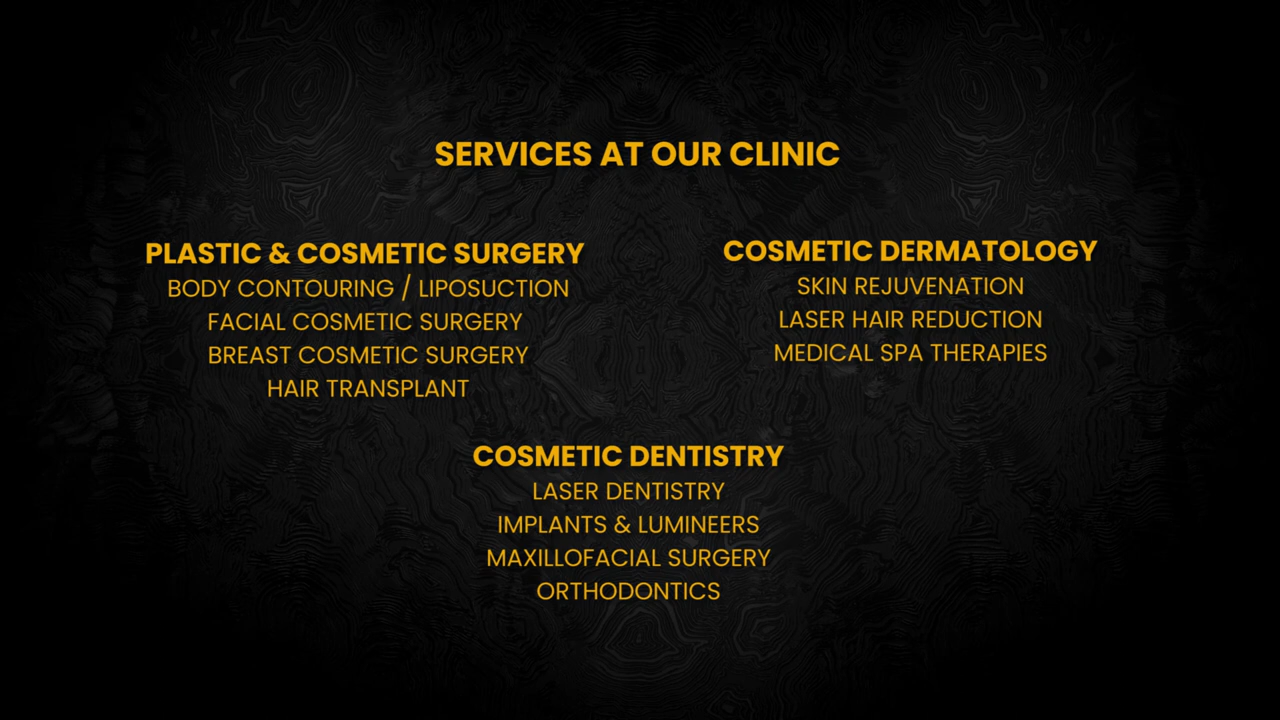 SERVICES AT OUR CLINIC
PLASTIC & COSMETIC SURGERY
BODY CONTOURING / LIPOSUCTION
FACIAL COSMETIC SURGERY
BREAST COSMETIC SURGERY
HAIR TRANSPLANT
COSMETIC DERMATOLOGY
SKIN REJUVENATION
LASER HAIR REDUCTION
MEDICAL SPA THERAPIES
COSMETIC DENTISTRY
LASER DENTISTRY
IMPLANTS & LUMINEERS
MAXILLOFACIAL SURGERY
ORTHODONTICS